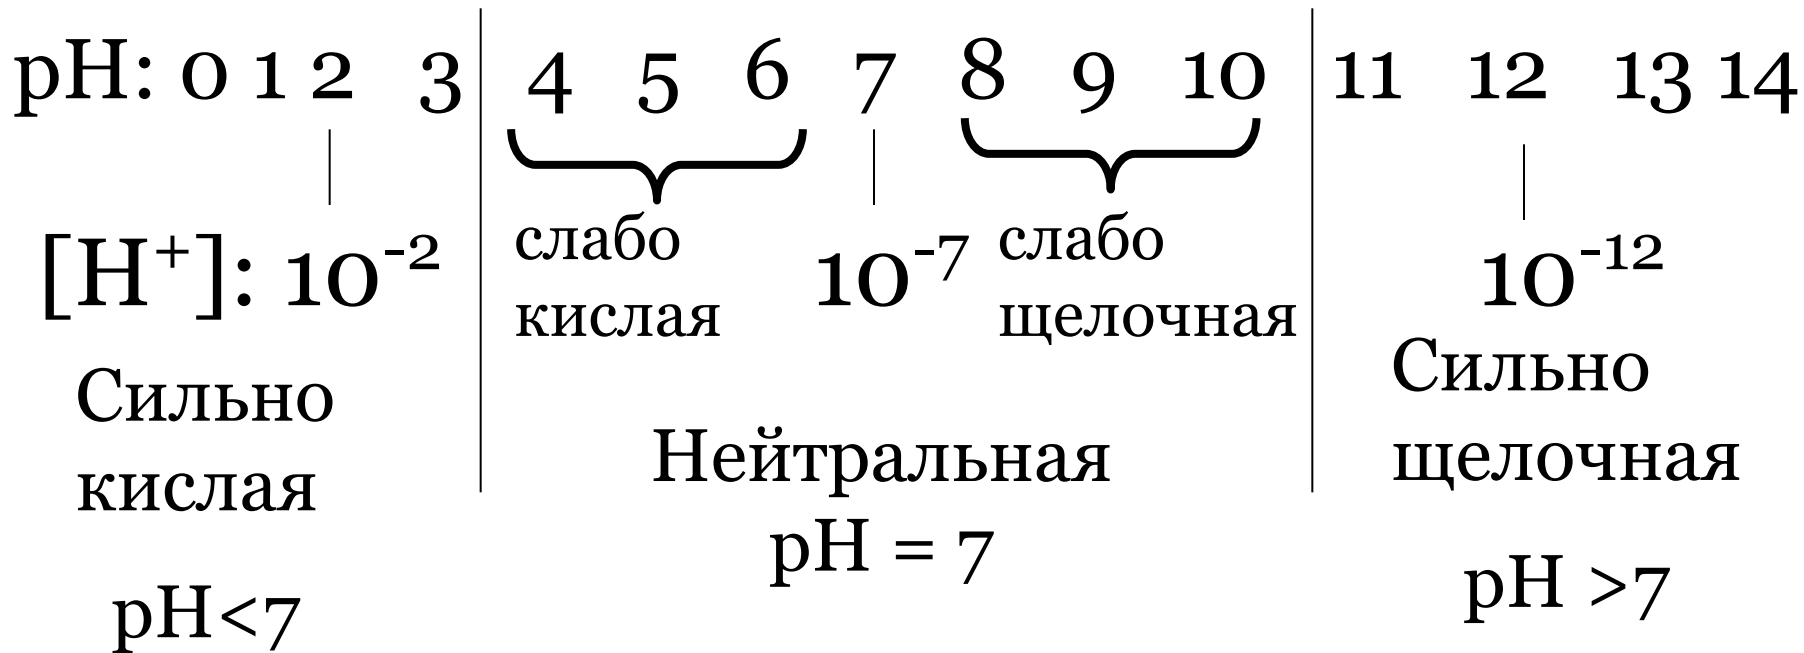 pH: 0 1 2 3 4 5 6 7 8 9 10 11 12 13 14
[H⁺]: 10⁻² слабо 10⁻⁷ слабо 10⁻¹²
кислая щелочная
Сильно Сильно
кислая Нейтральная щелочная
pH<7 pH = 7 pH >7